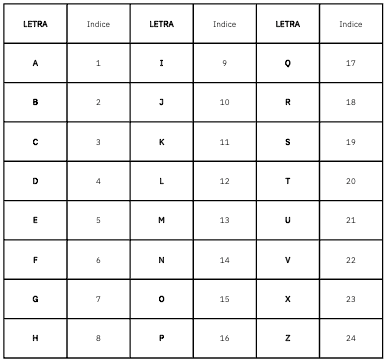 LETRA Indice LETRA Indice LETRA Indice
A 1 I 9 Q 17
B 2 J 10 R 18
C 3 K 11 S 19
D 4 L 12 T 20
E 5 M 13 U 21
F 6 N 14 V 22
G 7 O 15 X 23
H 8 P 16 Z 24